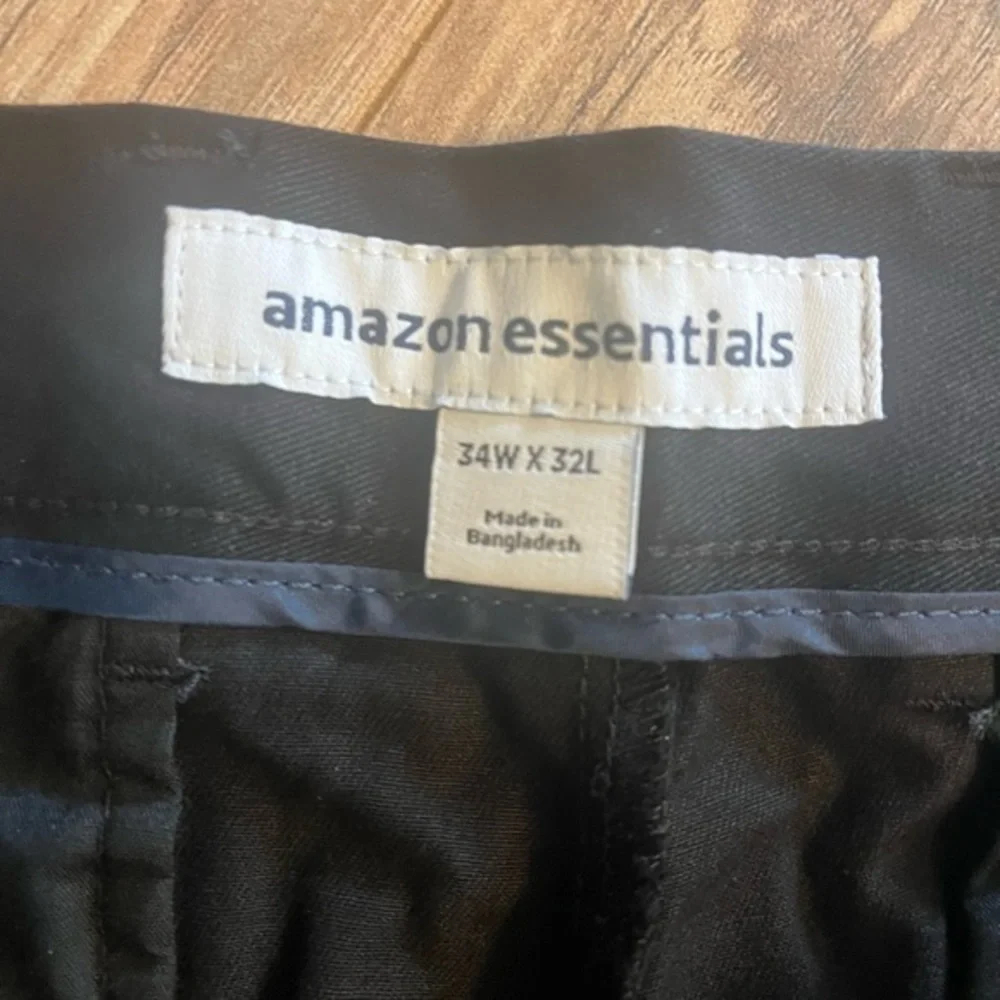 amazon essentials
34W X 32L
Made in
Bangladesh